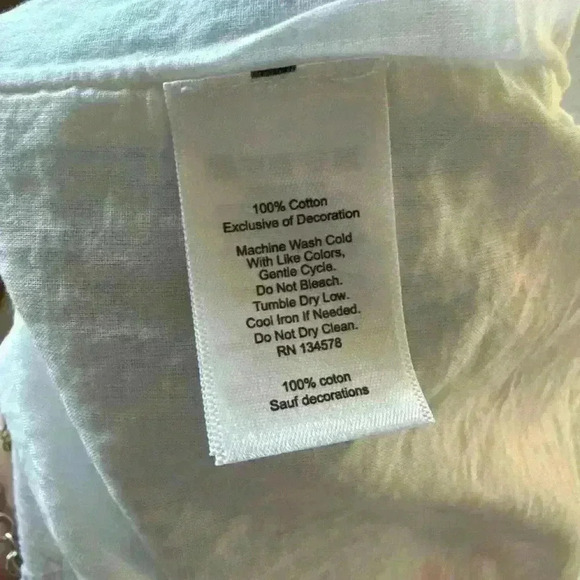 100% Cotton
Exclusive of Decoration
Machine Wash Cold
With Like Colors,
Gentle Cycle.
Do Not Bleach.
Tumble Dry Low.
Cool Iron If Needed.
Do Not Dry Clean.
RN 134578
100% coton
Sauf decorations